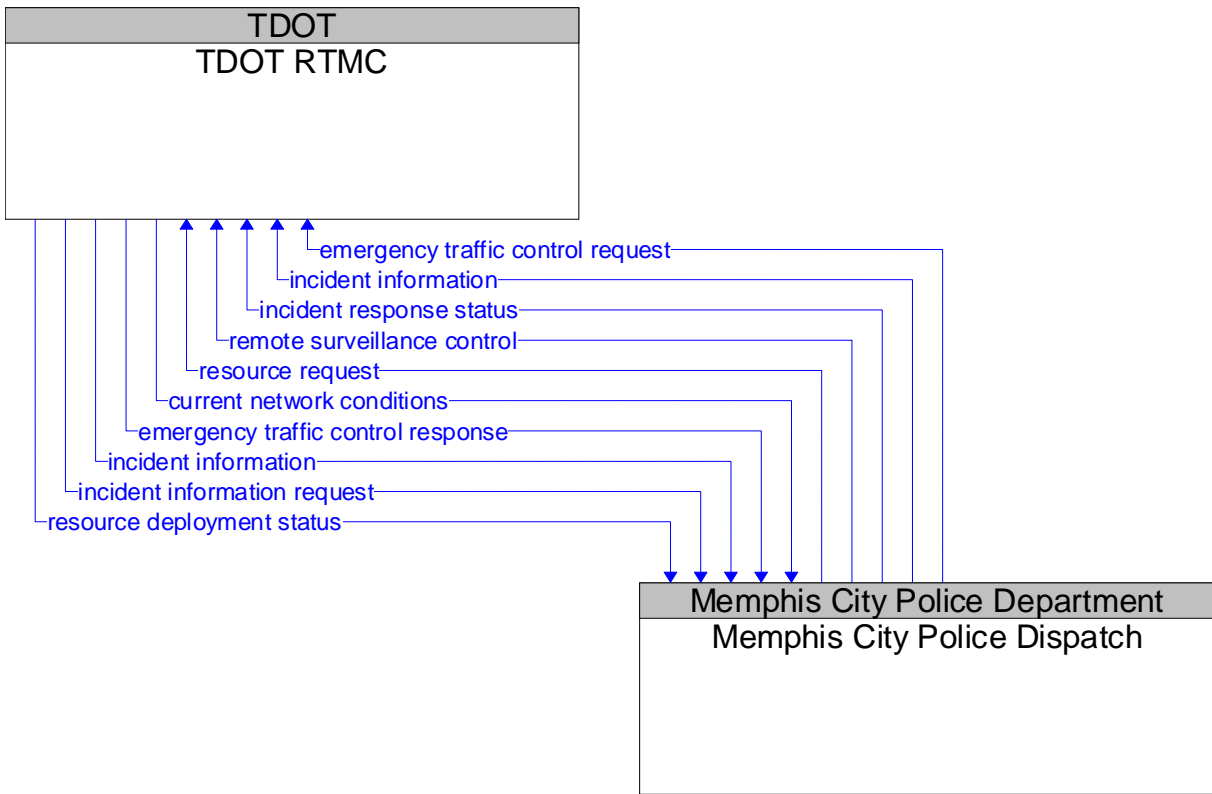 TDOT
TDOT RTMC
emergency traffic control request
incident information
incident response status
remote surveillance control
resource request
current network conditions
emergency traffic control response
incident information
incident information request
resource deployment status
Memphis City Police Department
Memphis City Police Dispatch